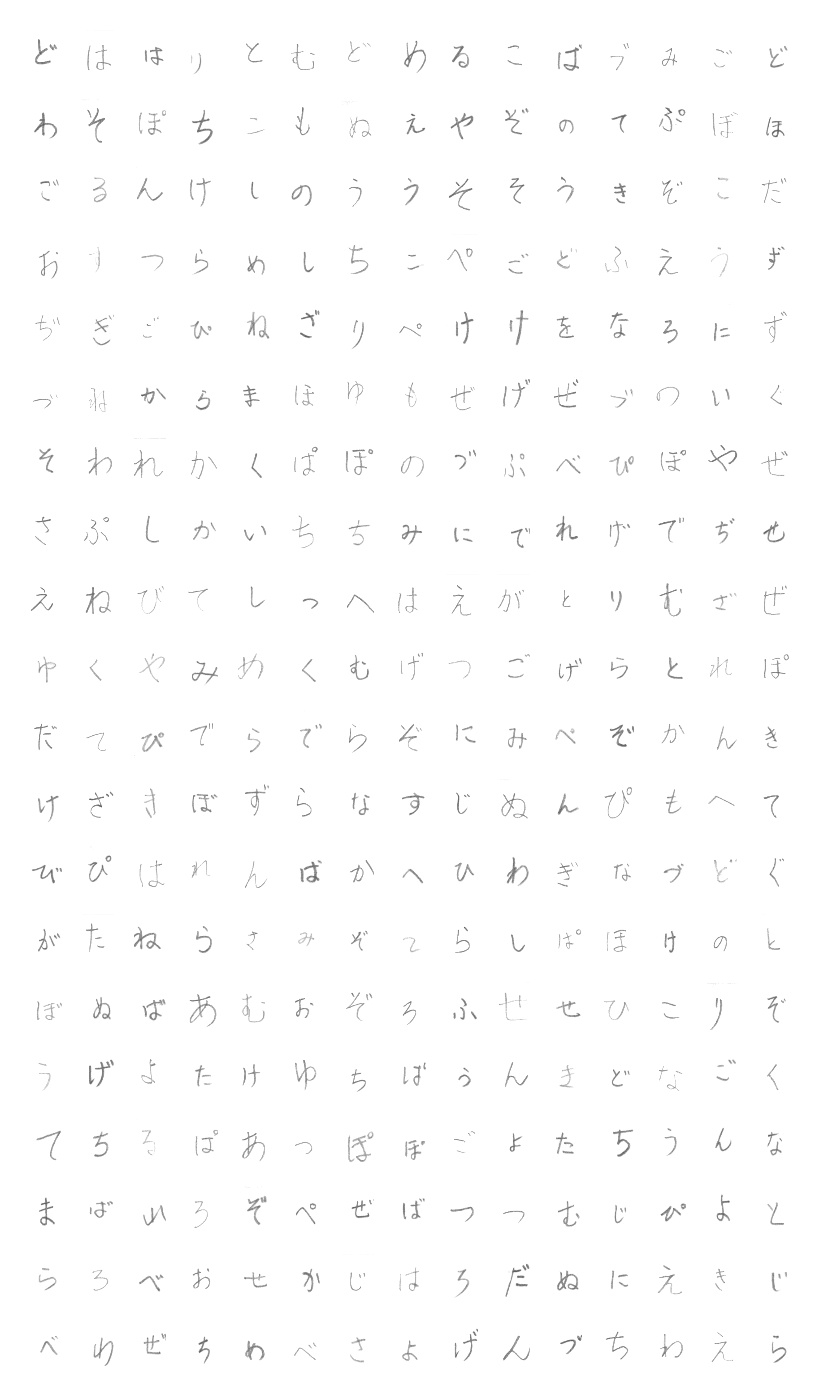 どははりとむどめるこばづみごど
わそぽちこもぬえやぞのてぷぼほ
ごるんけしのううそそうきぞこだ
おすつらめしちこぺごどふえうず
ぢぎごぴねざりぺけけをなろにず
づねからまほゆもぜげぜづのいく
そわれかくぱぽのづぷべぴぽやぜ
さぷしかいちちみにでれげでぢせ
えねびてしっへはえがとりむざぜ
ゆくやみめくむげつごげらとれぽ
だてぴでらでらぞにみぺぞかんき
けざきぼずらなすじぬんぴもへて
びぴはれんばかへひわぎなづどぐ
がたねらさみぞてらしぱほけのと
ぼぬばあむおぞろふせせひこりぞ
うげよたけゆちばうんきどなごく
てちるぱあっぽぽごよたちうんな
まばいろぞぺぜばつつむじぴよと
らろべおせかじはろだぬにえきじ
べわぜちめべさよげんづちわえら